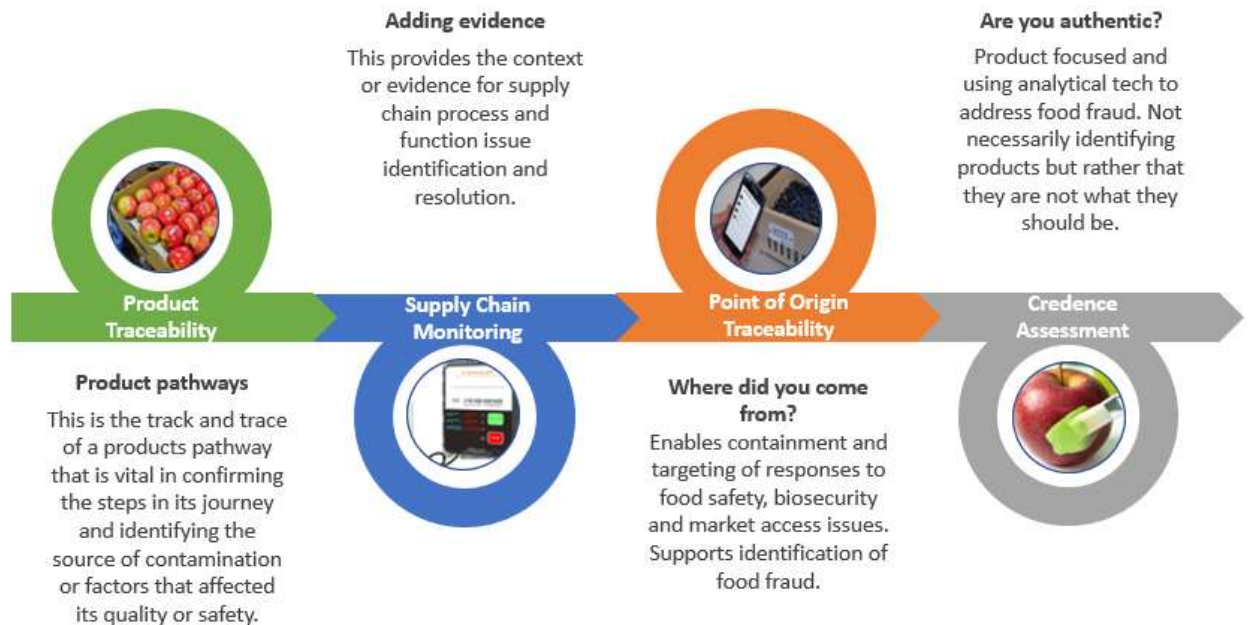 Adding evidence
This provides the context
or evidence for supply
chain process and
function issue
identification and
resolution.
Are you authentic?
Product focused and
using analytical tech to
address food fraud. Not
necessarily identifying
products but rather that
they are not what they
should be.
Product
Traceability
Supply Chain
Monitoring
Point of Origin
Traceability
Credence
Assessment
Product pathways
This is the track and trace
of a products pathway
that is vital in confirming
the steps in its journey
and identifying the
source of contamination
or factors that affected
its quality or safety.
Where did you come
from?
Enables containment and
targeting of responses to
food safety, biosecurity
and market access issues.
Supports identification of
food fraud.